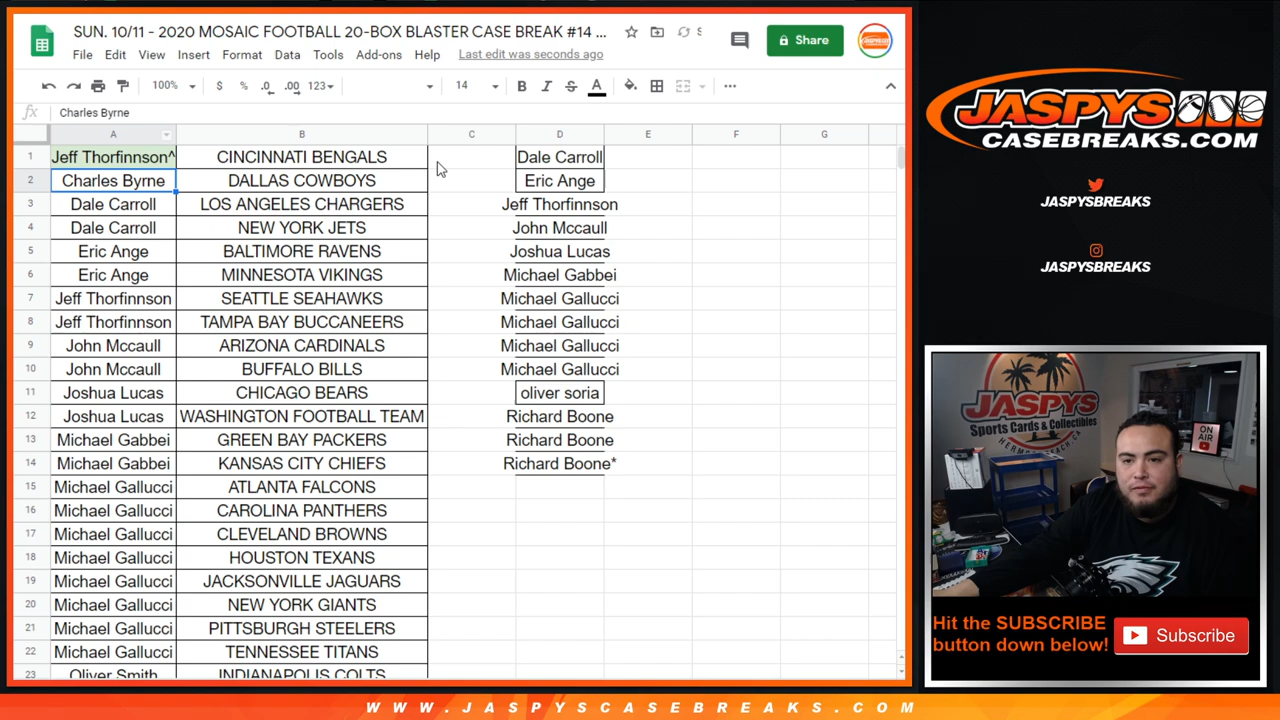 SUN. 10/11 - 2020 MOSAIC FOOTBALL 20-BOX BLASTER CASE BREAK #14 ...
File Edit View Insert Format Data Tools Add-ons Help Last edit was seconds ago
Share
100% $ % .0 .00 123 14 B I S A
fx Charles Byrne
A B C D E F G
1 Jeff Thorfinnson^ CINCINNATI BENGALS Dale Carroll
2 Charles Byrne DALLAS COWBOYS Eric Ange
3 Dale Carroll LOS ANGELES CHARGERS Jeff Thorfinnson
4 Dale Carroll NEW YORK JETS John Mccaull
5 Eric Ange BALTIMORE RAVENS Joshua Lucas
6 Eric Ange MINNESOTA VIKINGS Michael Gabbei
7 Jeff Thorfinnson SEATTLE SEAHAWKS Michael Gallucci
8 Jeff Thorfinnson TAMPA BAY BUCCANEERS Michael Gallucci
9 John Mccaull ARIZONA CARDINALS Michael Gallucci
10 John Mccaull BUFFALO BILLS Michael Gallucci
11 Joshua Lucas CHICAGO BEARS oliver soria
12 Joshua Lucas WASHINGTON FOOTBALL TEAM Richard Boone
13 Michael Gabbei GREEN BAY PACKERS Richard Boone
14 Michael Gabbei KANSAS CITY CHIEFS Richard Boone*
15 Michael Gallucci ATLANTA FALCONS
16 Michael Gallucci CAROLINA PANTHERS
17 Michael Gallucci CLEVELAND BROWNS
18 Michael Gallucci HOUSTON TEXANS
19 Michael Gallucci JACKSONVILLE JAGUARS
20 Michael Gallucci NEW YORK GIANTS
21 Michael Gallucci PITTSBURGH STEELERS
22 Michael Gallucci TENNESSEE TITANS
23 Oliver Smith INDIANAPOLIS COLTS
JASPYS
CASEBREAKS.COM
JASPYSBREAKS
JASPYSBREAKS
JASPYS
Sports Cards & Collectibles
HERMOSA BEACH, CA
ON AIR
Hit the SUBSCRIBE
button down below!
Subscribe
WWW.JASPYSCASEBREAKS.COM